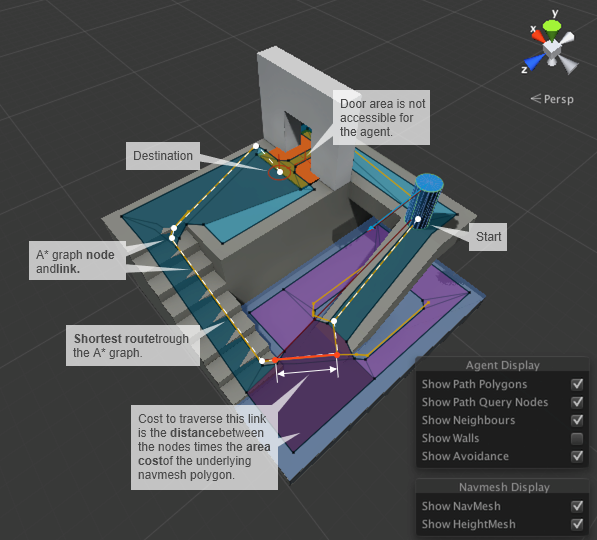 y
x
z
Persp
Door area is not
accessible for
the agent.
Destination
Start
A* graph node
andlink.
Shortest routetrough
the A* graph.
Cost to traverse this link
is the distancebetween
the nodes times the area
costof the underlying
navmesh polygon.
Agent Display
Show Path Polygons
Show Path Query Nodes
Show Neighbours
Show Walls
Show Avoidance
Navmesh Display
Show NavMesh
Show HeightMesh